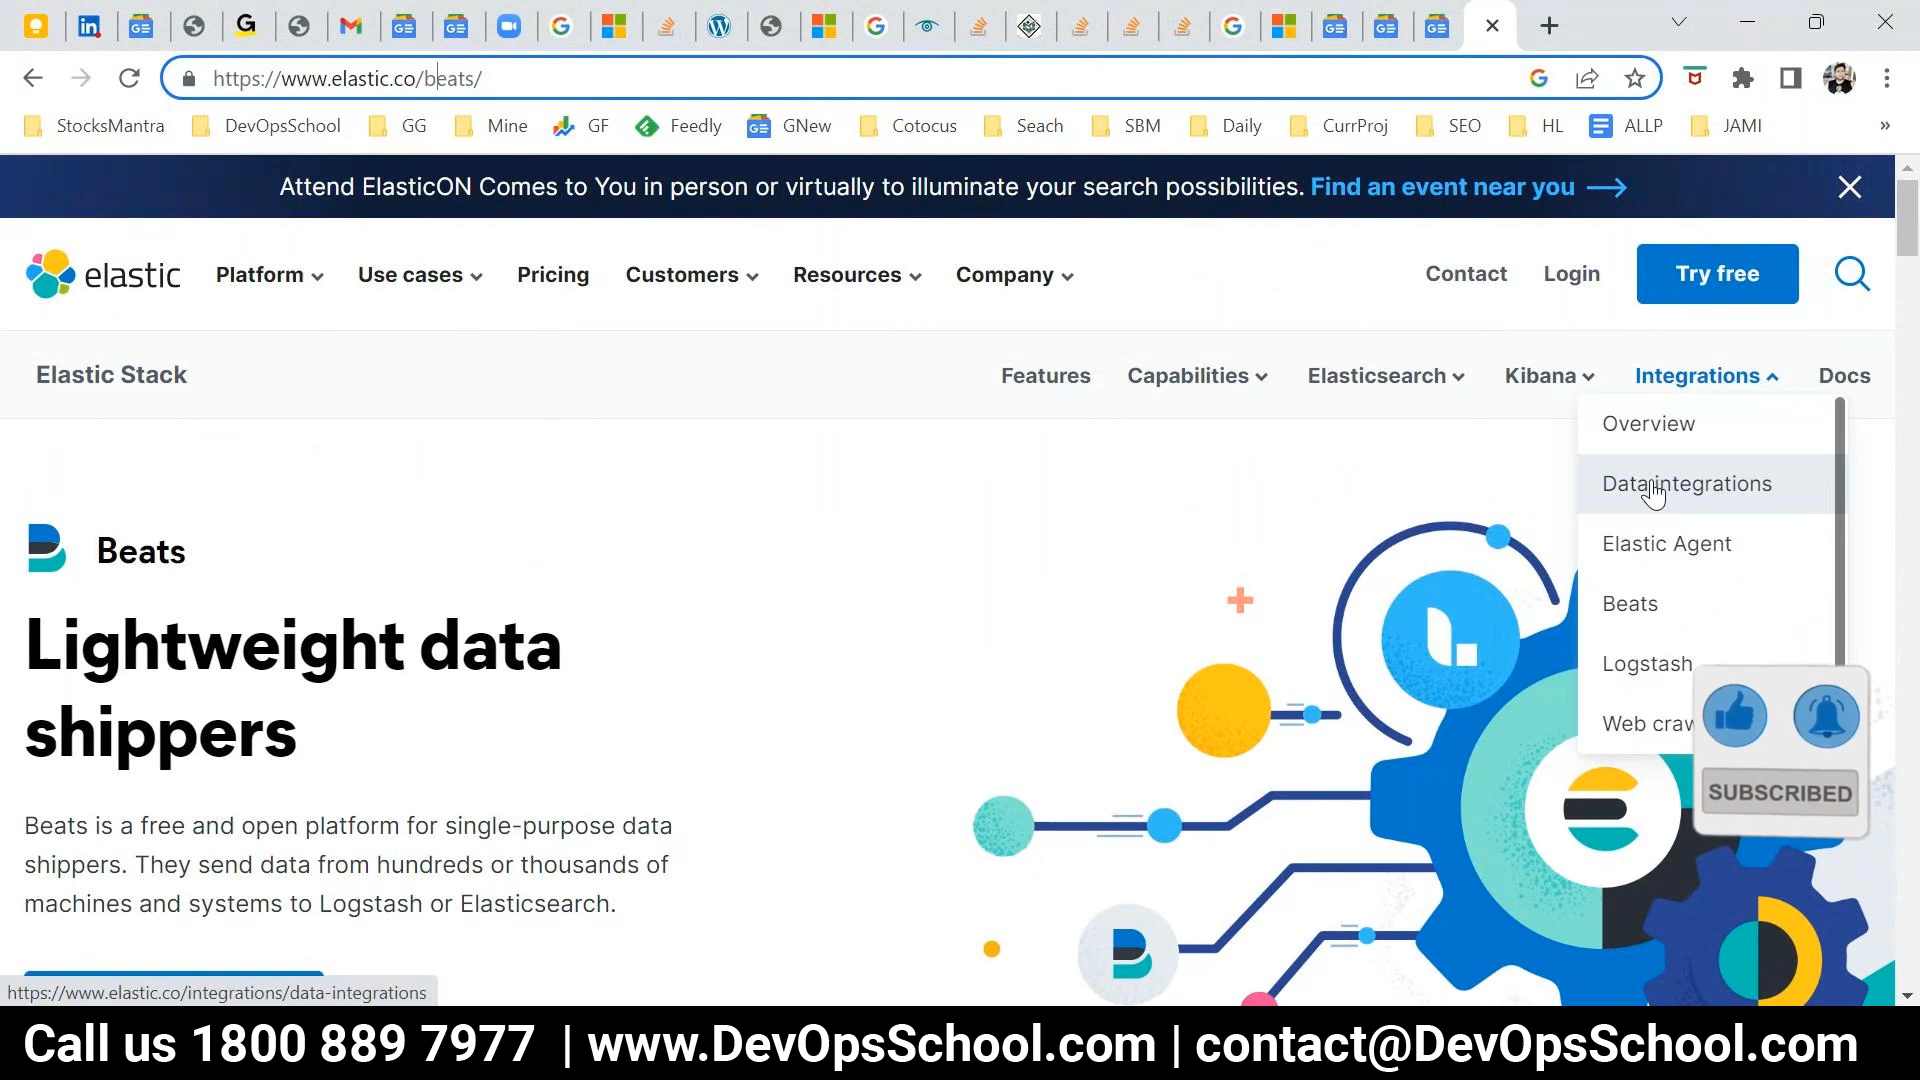 https://www.elastic.co/beats/
StocksMantra DevOpsSchool GG Mine GF Feedly GNew Cotocus Seach SBM Daily CurrProj SEO HL ALLP JAMI »
Attend ElasticON Comes to You in person or virtually to illuminate your search possibilities. Find an event near you
elastic Platform Use cases Pricing Customers Resources Company Contact Login Try free
Elastic Stack Features Capabilities Elasticsearch Kibana Integrations Docs
Overview
Data integrations
Elastic Agent
Beats
Logstash
Web craw
SUBSCRIBED
Beats
Lightweight data
shippers
Beats is a free and open platform for single-purpose data
shippers. They send data from hundreds or thousands of
machines and systems to Logstash or Elasticsearch.
https://www.elastic.co/integrations/data-integrations
Call us 1800 889 7977 | www.DevOpsSchool.com | contact@DevOpsSchool.com